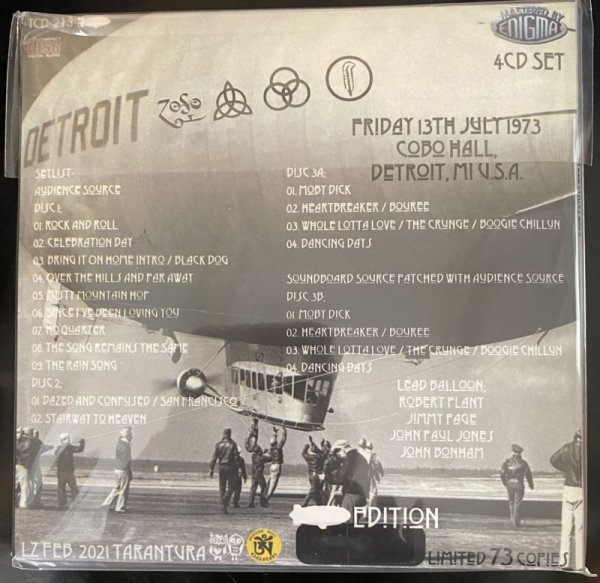 TCD-213
COMPACT
DISC
DIGITAL AUDIO
MASTERED BY
ENIGMA
4CD SET
DETROIT
ZOSO
FRIDAY 13TH JULY 1973
COBO HALL,
DETROIT, MI U.S.A.
SETLIST:
AUDIENCE SOURCE
DISC 1;
01. ROCK AND ROLL
02. CELEBRATION DAY
03. BRING IT ON HOME INTRO / BLACK DOG
04. OVER THE HILLS AND FAR AWAY
05. MISTY MOUNTAIN HOP
06. SINCE I'VE BEEN LOVING YOU
07. NO QUARTER
08. THE SONG REMAINS THE SAME
09. THE RAIN SONG
DISC 2;
01. DAZED AND CONFUSED / SAN FRANCISCO
02. STAIRWAY TO HEAVEN
DISC 3A;
01. MOBY DICK
02. HEARTBREAKER / BOUREE
03. WHOLE LOTTA LOVE / THE CRUNGE / BOOGIE CHILLUN
04. DANCING DAYS
SOUNDBOARD SOURCE PATCHED WITH AUDIENCE SOURCE
DISC 3B;
01. MOBY DICK
02. HEARTBREAKER / BOUREE
03. WHOLE LOTTA LOVE / THE CRUNGE / BOOGIE CHILLUN
04. DANCING DAYS
LEAD BALLOON;
ROBERT PLANT
JIMMY PAGE
JOHN PAUL JONES
JOHN BONHAM
EDITION
LZ FEB. 2021 TARANTURA
LIMITED 73 COPIES